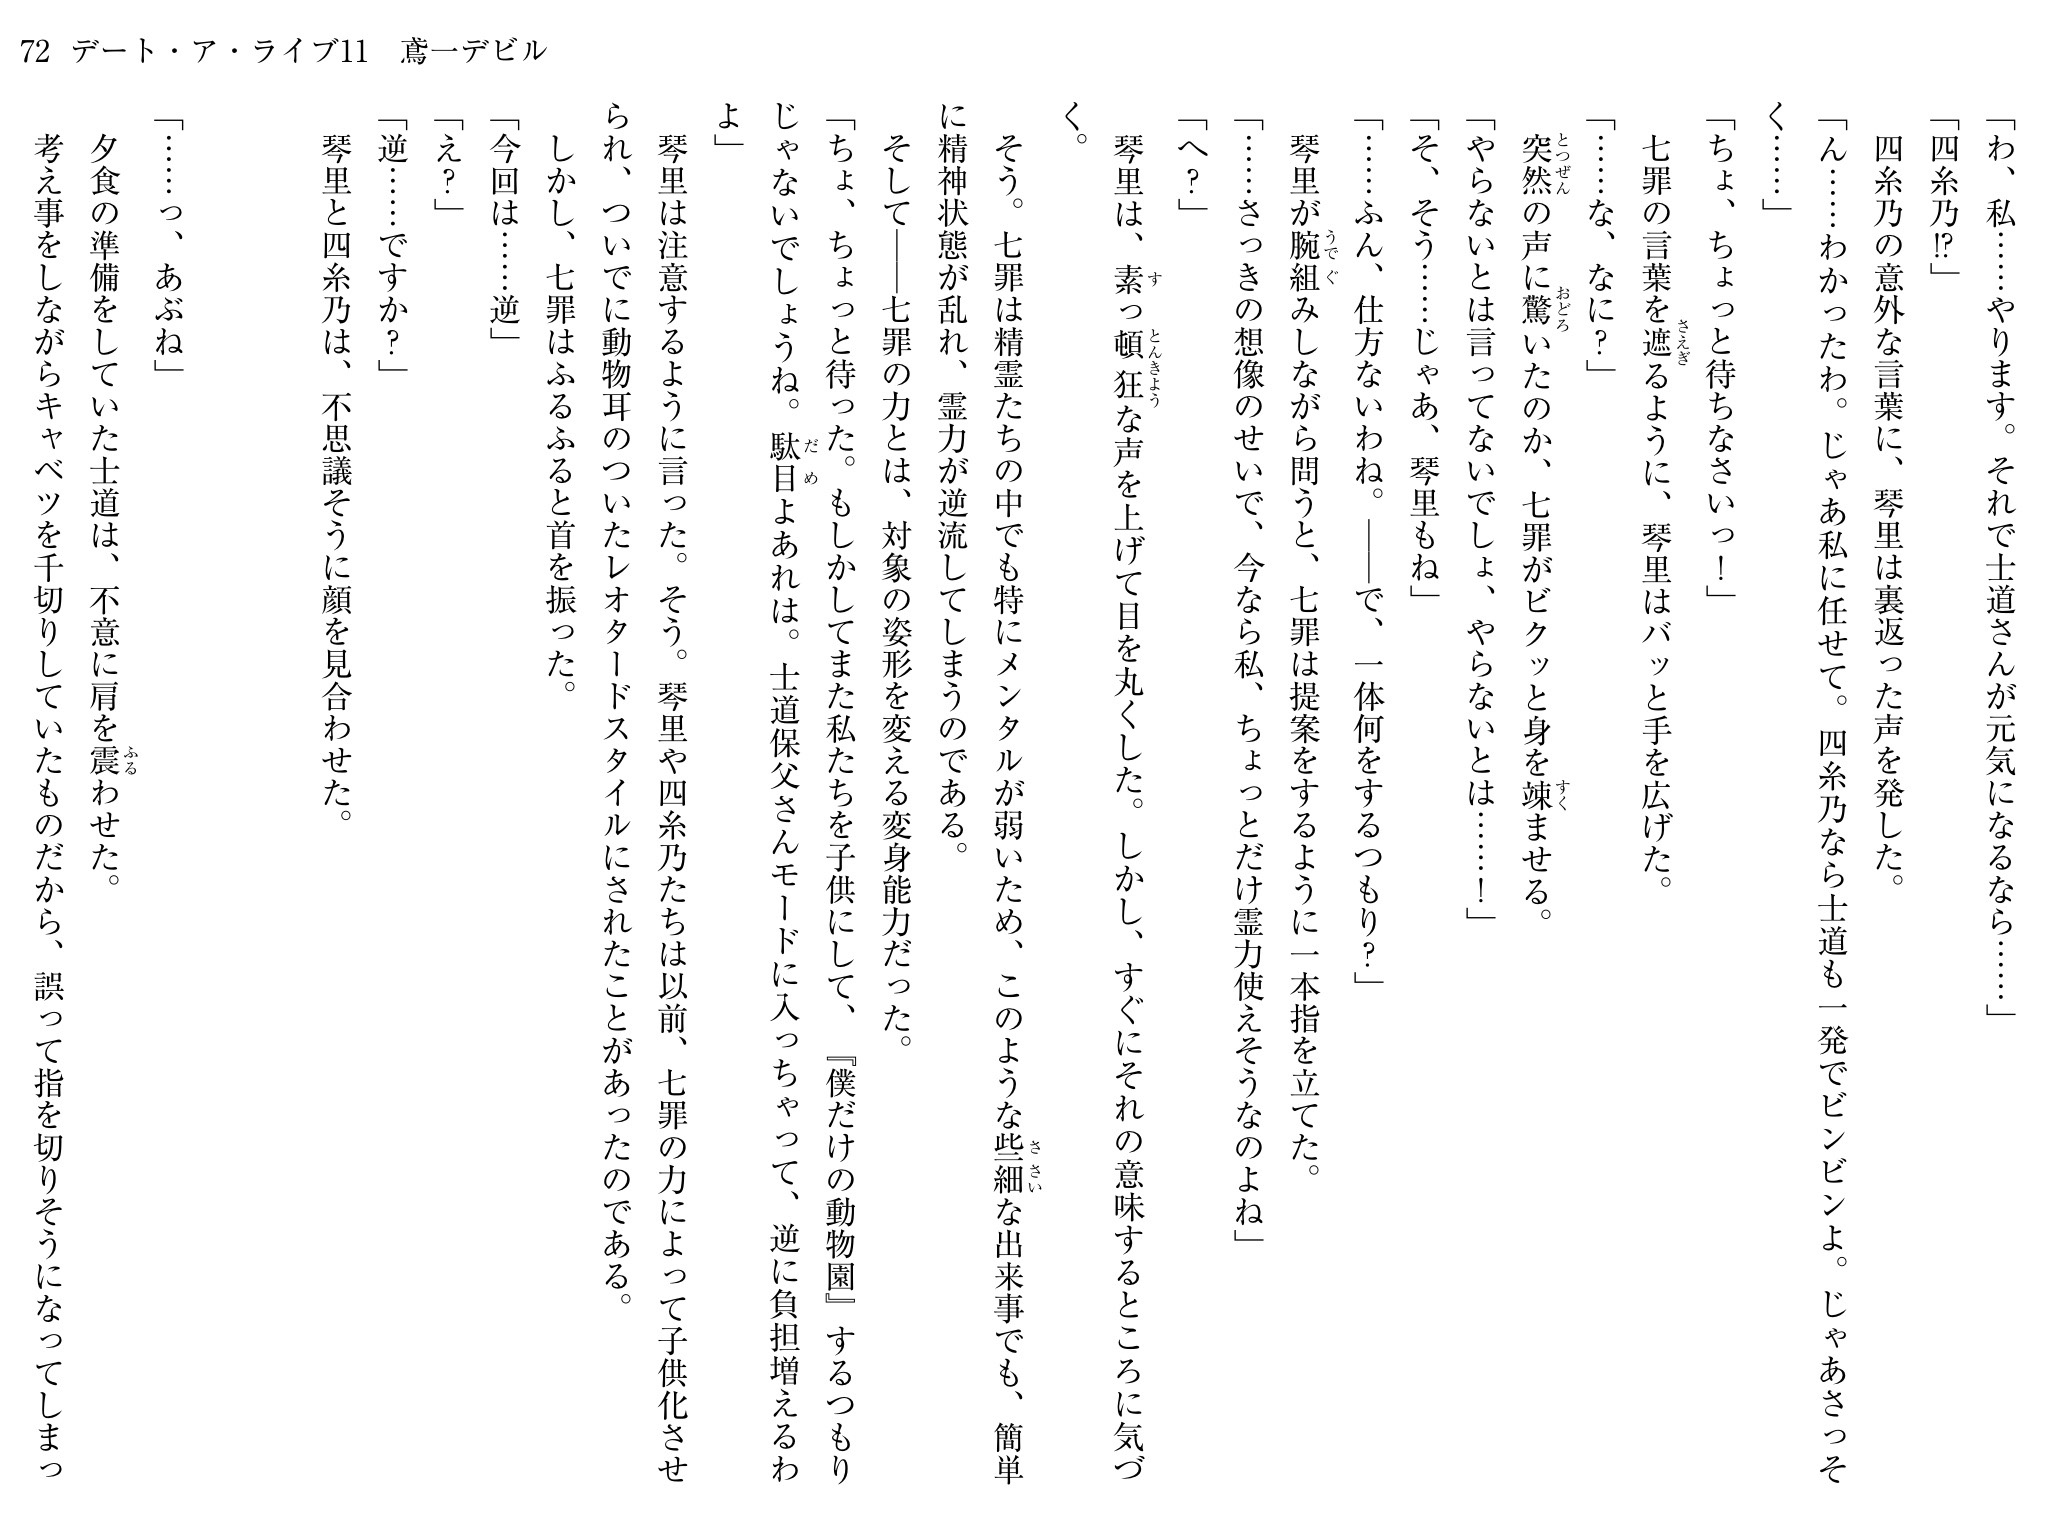 72 デート・ア・ライブ11 鳶一デビル
「わ、私……やります。それで士道さんが元気になるなら……」
「四糸乃!?」
四糸乃の意外な言葉に、琴里は裏返った声を発した。
「ん……わかったわ。じゃあ私に任せて。四糸乃なら士道も一発でビンビンよ。じゃあさっそ
く……」
「ちょ、ちょっと待ちなさいっ！」
七罪の言葉を遮るように、琴里はバッと手を広げた。
「……な、なに？」
突然の声に驚いたのか、七罪がビクッと身を竦ませる。
「やらないとは言ってないでしょ、やらないとは……！」
「そ、そう……じゃあ、琴里もね」
「……ふん、仕方ないわね。――で、一体何をするつもり？」
琴里が腕組みしながら問うと、七罪は提案をするように一本指を立てた。
「……さっきの想像のせいで、今なら私、ちょっとだけ霊力使えそうなのよね」
「へ？」
琴里は、素っ頓狂な声を上げて目を丸くした。しかし、すぐにそれの意味するところに気づ
く。
そう。七罪は精霊たちの中でも特にメンタルが弱いため、このような些細な出来事でも、簡単
に精神状態が乱れ、霊力が逆流してしまうのである。
そして――七罪の力とは、対象の姿形を変える変身能力だった。
「ちょ、ちょっと待った。もしかしてまた私たちを子供にして、『僕だけの動物園』するつもり
じゃないでしょうね。駄目よあれは。士道保父さんモードに入っちゃって、逆に負担増えるわ
よ」
琴里は注意するように言った。そう。琴里や四糸乃たちは以前、七罪の力によって子供化させ
られ、ついでに動物耳のついたレオタードスタイルにされたことがあったのである。
しかし、七罪はふるふると首を振った。
「今回は……逆」
「え？」
「逆……ですか？」
琴里と四糸乃は、不思議そうに顔を見合わせた。
「……っ、あぶね」
夕食の準備をしていた士道は、不意に肩を震わせた。
考え事をしながらキャベツを千切りしていたものだから、誤って指を切りそうになってしまっ